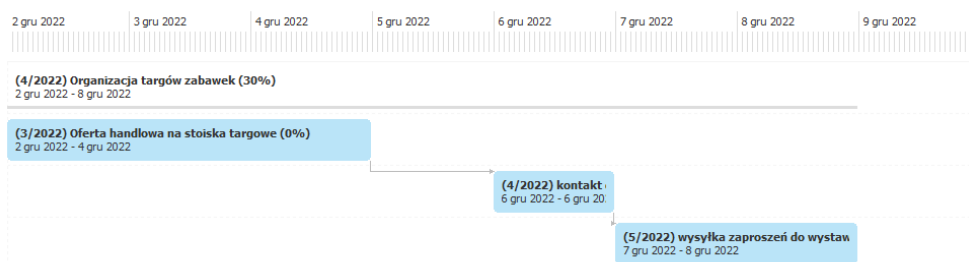 2 gru 2022 3 gru 2022 4 gru 2022 5 gru 2022 6 gru 2022 7 gru 2022 8 gru 2022 9 gru 2022
(4/2022) Organizacja targów zabawek (30%)
2 gru 2022 - 8 gru 2022
(3/2022) Oferta handlowa na stoiska targowe (0%)
2 gru 2022 - 4 gru 2022
(4/2022) kontakt
6 gru 2022 - 6 gru 20
(5/2022) wysyłka zaproszeń do wystaw
7 gru 2022 - 8 gru 2022